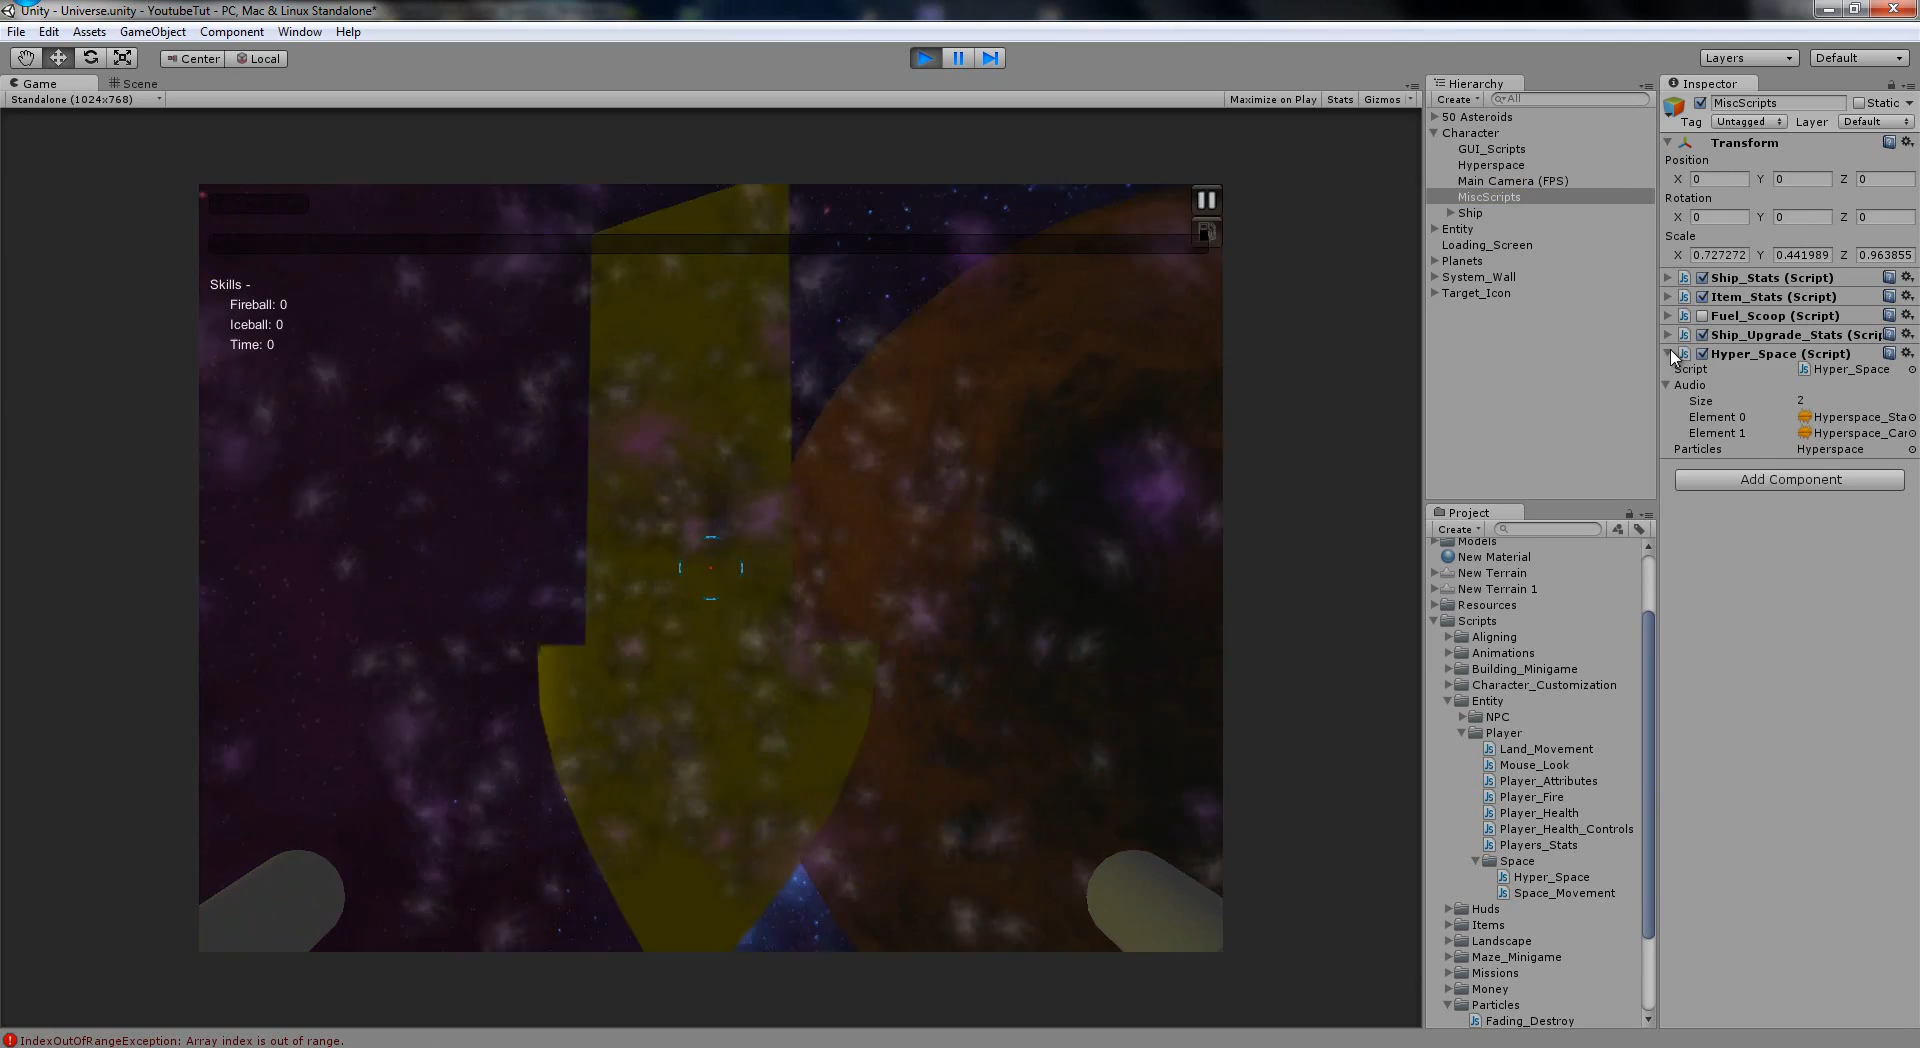 Unity - Universe.unity - YoutubeTut - PC, Mac & Linux Standalone*
File Edit Assets GameObject Component Window Help
Center Local
Layers Default
Game Scene
Standalone (1024x768)
Maximize on Play Stats Gizmos
Skills -
Fireball: 0
Iceball: 0
Time: 0
Hierarchy
Create All
50 Asteroids
Character
GUI_Scripts
Hyperspace
Main Camera (FPS)
MiscScripts
Ship
Entity
Loading_Screen
Planets
System_Wall
Target_Icon
Project
Create
Models
New Material
New Terrain
New Terrain 1
Resources
Scripts
Aligning
Animations
Building_Minigame
Character_Customization
Entity
NPC
Player
Land_Movement
Mouse_Look
Player_Attributes
Player_Fire
Player_Health
Player_Health_Controls
Players_Stats
Space
Hyper_Space
Space_Movement
Huds
Items
Landscape
Maze_Minigame
Missions
Money
Particles
Fading_Destroy
Inspector
MiscScripts Static
Tag Untagged Layer Default
Transform
Position
X 0 Y 0 Z 0
Rotation
X 0 Y 0 Z 0
Scale
X 0.727272 Y 0.441989 Z 0.963855
Ship_Stats (Script)
Item_Stats (Script)
Fuel_Scoop (Script)
Ship_Upgrade_Stats (Scrip
Hyper_Space (Script)
Script Hyper_Space
Audio
Size 2
Element 0 Hyperspace_Sta
Element 1 Hyperspace_Car
Particles Hyperspace
Add Component
IndexOutOfRangeException: Array index is out of range.